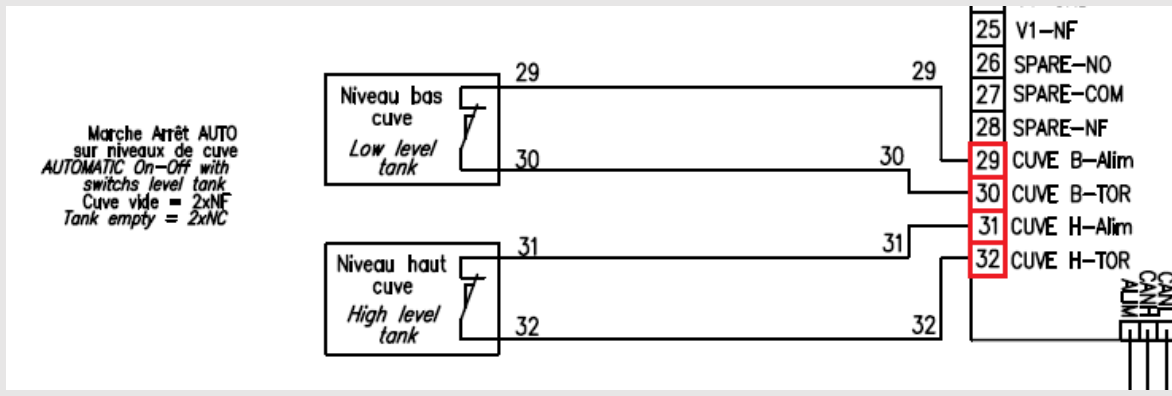 25 V1-NF
26 SPARE-NO
27 SPARE-COM
28 SPARE-NF
29 CUVE B-Alim
30 CUVE B-TOR
31 CUVE H-Alim
32 CUVE H-TOR
Marche Arrêt AUTO
sur niveaux de cuve
AUTOMATIC On-Off with
switchs level tank
Cuve vide = 2xNF
Tank empty = 2xNC
Niveau bas
cuve
Low level
tank
29
29
30
30
Niveau haut
cuve
High level
tank
31
31
32
32
ALIM
CANH
CANL